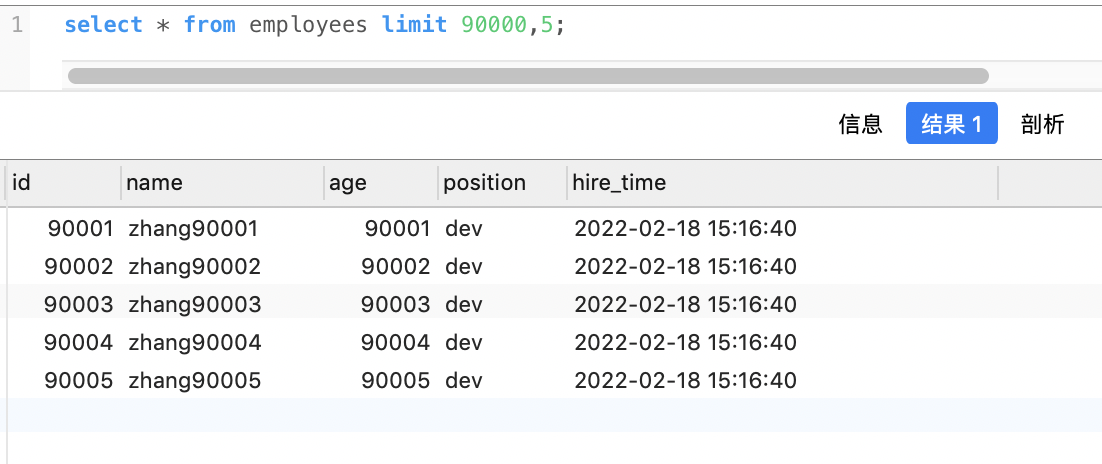 1 select * from employees limit 90000,5;
信息 结果 1 剖析
id name age position hire_time
90001 zhang90001 90001 dev 2022-02-18 15:16:40
90002 zhang90002 90002 dev 2022-02-18 15:16:40
90003 zhang90003 90003 dev 2022-02-18 15:16:40
90004 zhang90004 90004 dev 2022-02-18 15:16:40
90005 zhang90005 90005 dev 2022-02-18 15:16:40